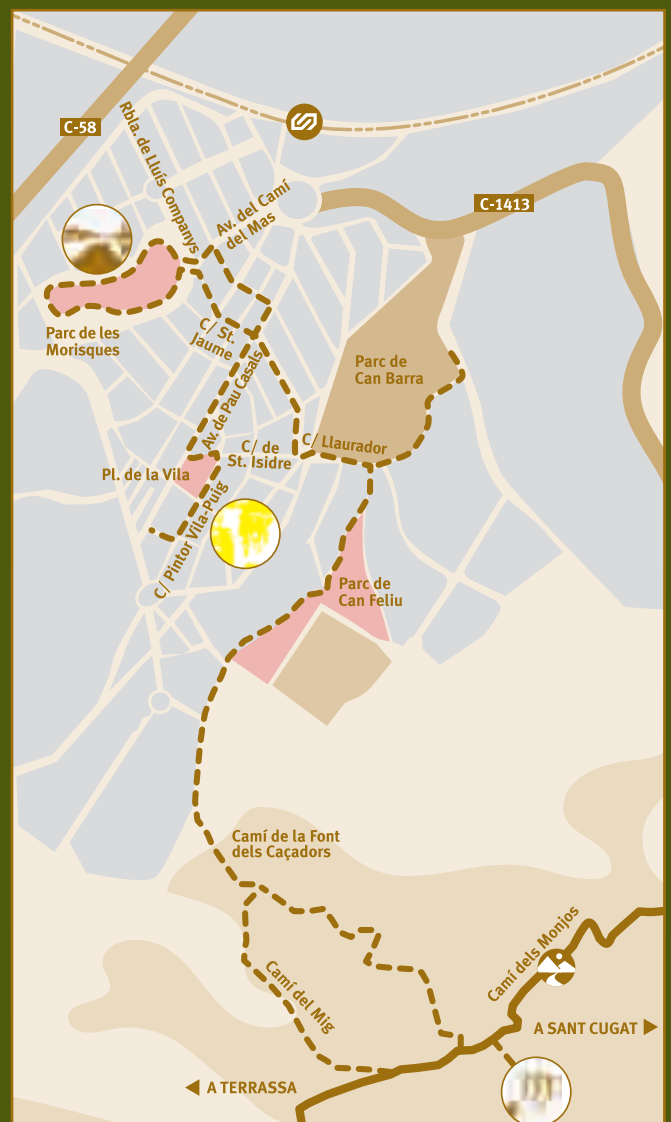 C-58
Rbla. de Lluís Companys
Av. del Camí
del Mas
C-1413
Parc de les
Morisques
C/ St.
Jaume
Av. de Pau Casals
Parc de
Can Barra
C/ Llaurador
C/ de
St. Isidre
Pl. de la Vila
C/ Pintor Vila-Puig
Parc de
Can Feliu
Camí de la Font
dels Caçadors
Camí dels Monjos
Camí del Mig
A SANT CUGAT
A TERRASSA